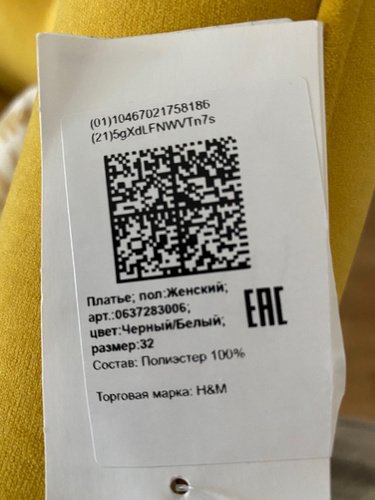 (01)10467021758186
(21)5gXdLFNWVTn7s
Платье; пол:Женский;
арт.:0637283006;
цвет:Черный/Белый;
размер:32
Состав: Полиэстер 100%
EAC
Торговая марка: H&M